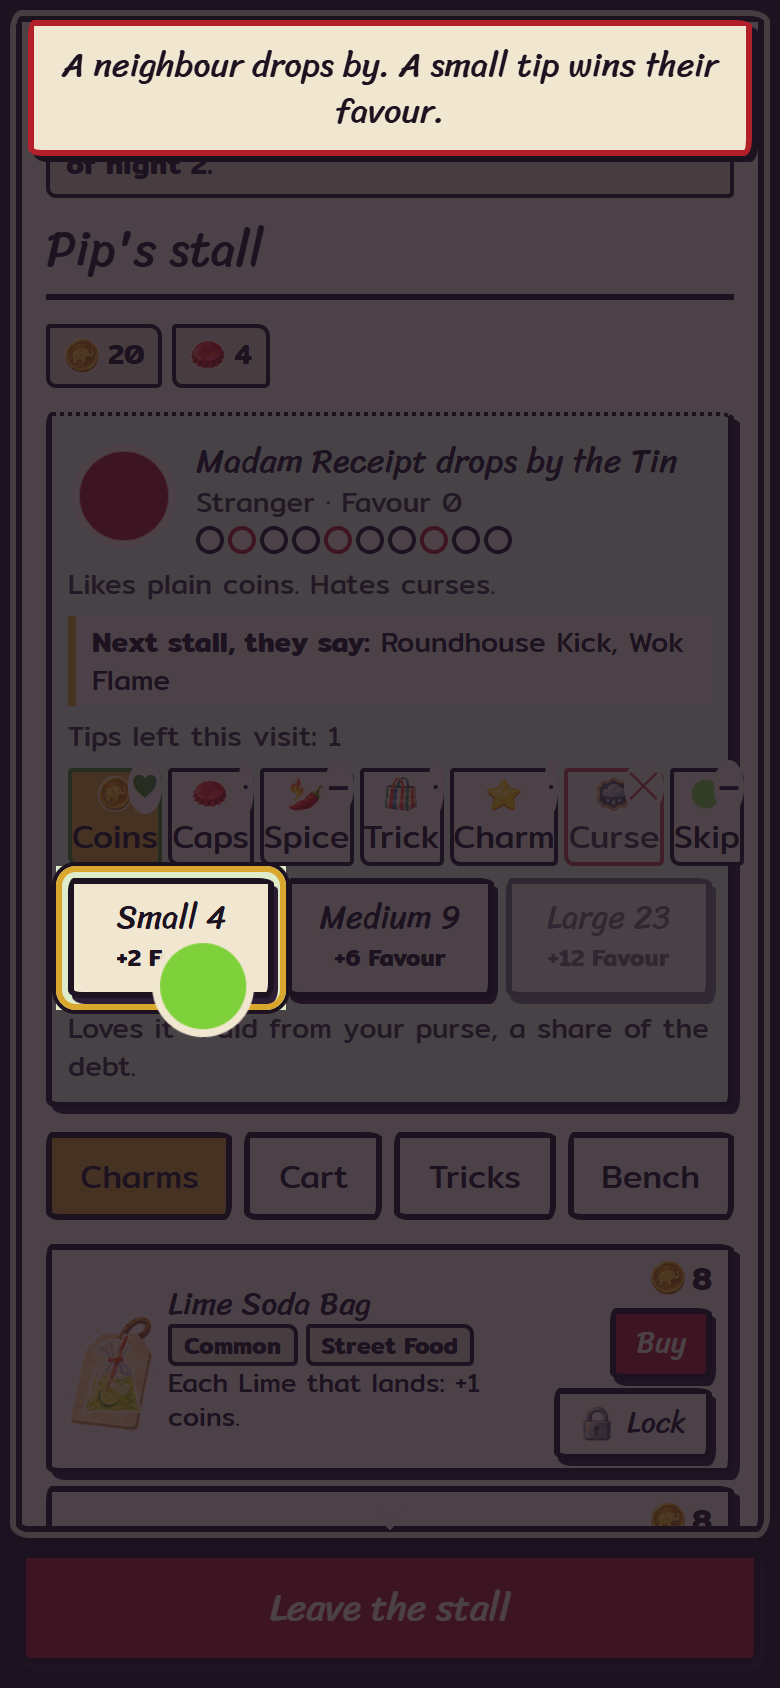 A neighbour drops by. A small tip wins their
favour.
of night 2.
Pip's stall
20
4
Madam Receipt drops by the Tin
Stranger · Favour 0
Likes plain coins. Hates curses.
Next stall, they say: Roundhouse Kick, Wok
Flame
Tips left this visit: 1
Coins Caps Spice Trick Charm Curse Skip
Small 4
+2 F
Medium 9
+6 Favour
Large 23
+12 Favour
Loves it from your purse, a share of the
debt.
Charms Cart Tricks Bench
8
Lime Soda Bag
Common Street Food
Buy
Each Lime that lands: +1
coins.
Lock
8
Leave the stall